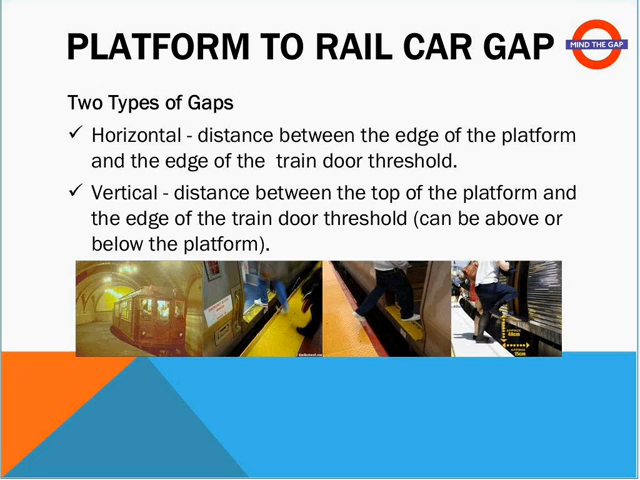 PLATFORM TO RAIL CAR GAP
MIND THE GAP
Two Types of Gaps
✓ Horizontal - distance between the edge of the platform
and the edge of the train door threshold.
✓ Vertical - distance between the top of the platform and
the edge of the train door threshold (can be above or
below the platform).